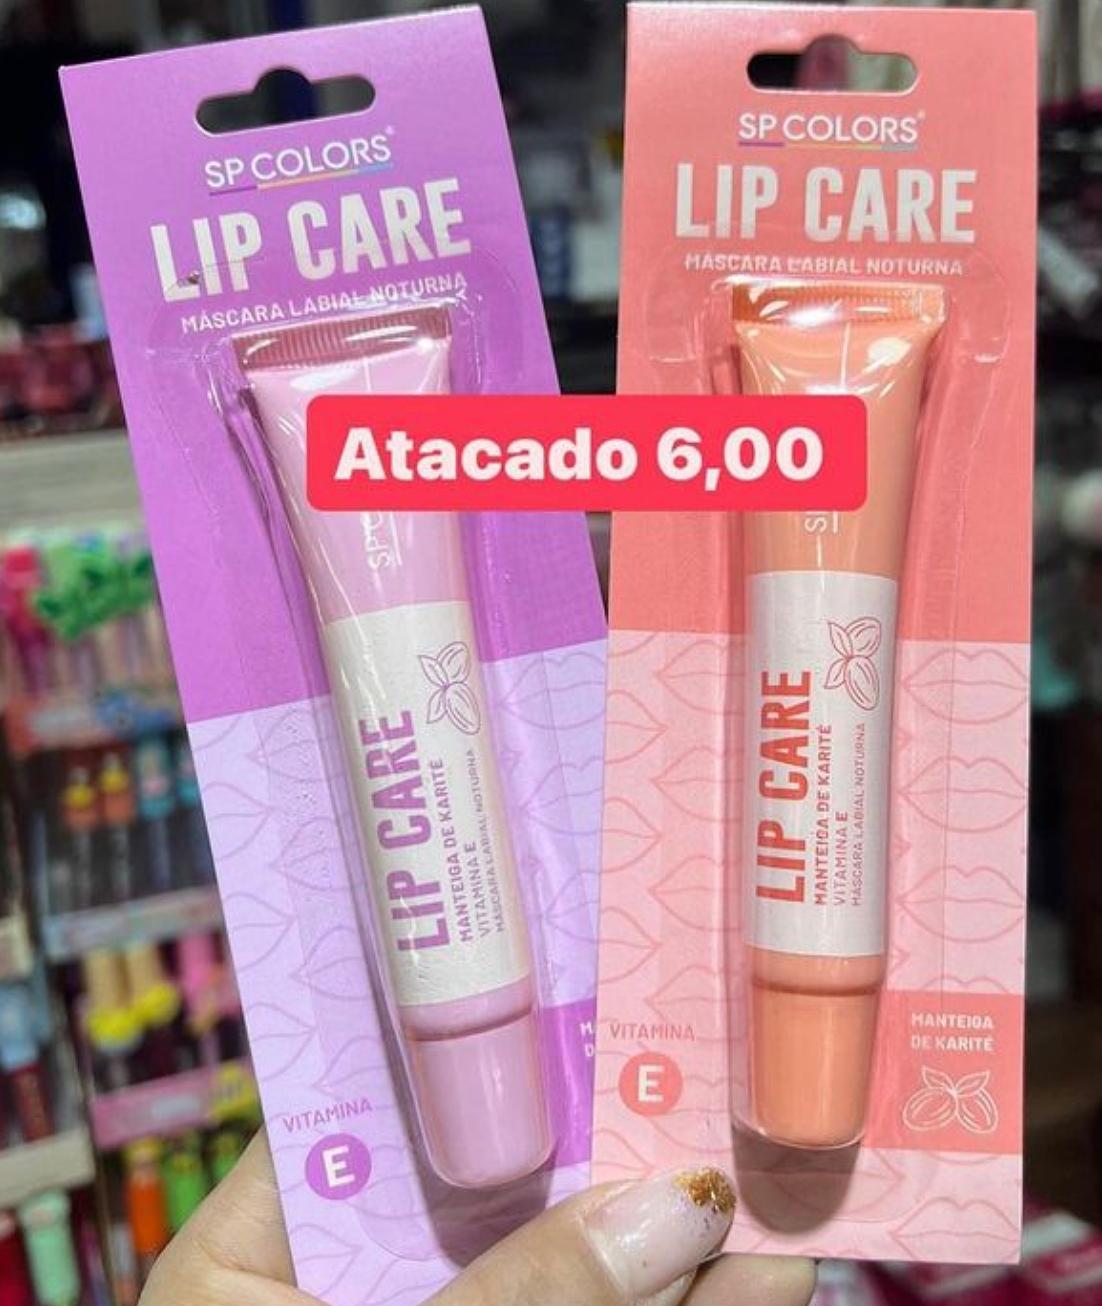 SP COLORS®
LIP CARE
MÁSCARA LABIAL NOTURNA
LIP CARE
MANTEIGA DE KARITÉ
VITAMINA E
MÁSCARA LABIAL NOTURNA
VITAMINA
E
SP COLORS®
LIP CARE
MÁSCARA LABIAL NOTURNA
Atacado 6,00
LIP CARE
MANTEIGA DE KARITÉ
VITAMINA E
MÁSCARA LABIAL NOTURNA
VITAMINA
E
MANTEIGA
DE KARITÉ